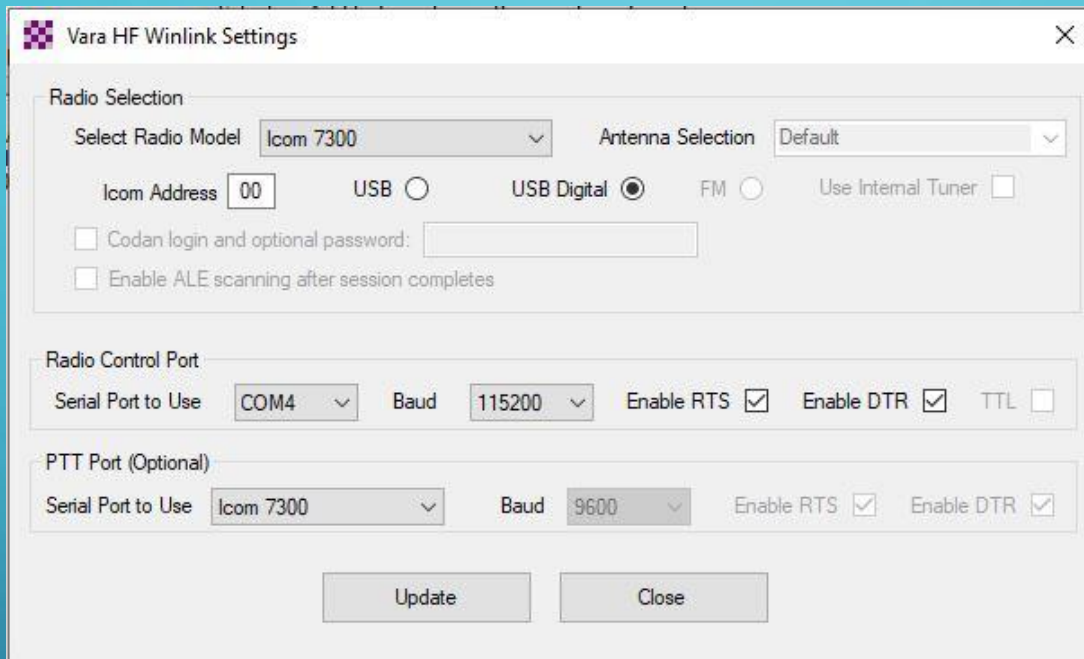 Vara HF Winlink Settings
Radio Selection
Select Radio Model Icom 7300 Antenna Selection Default
Icom Address 00 USB USB Digital FM Use Internal Tuner
Codan login and optional password:
Enable ALE scanning after session completes
Radio Control Port
Serial Port to Use COM4 Baud 115200 Enable RTS Enable DTR TTL
PTT Port (Optional)
Serial Port to Use Icom 7300 Baud 9600 Enable RTS Enable DTR
Update Close